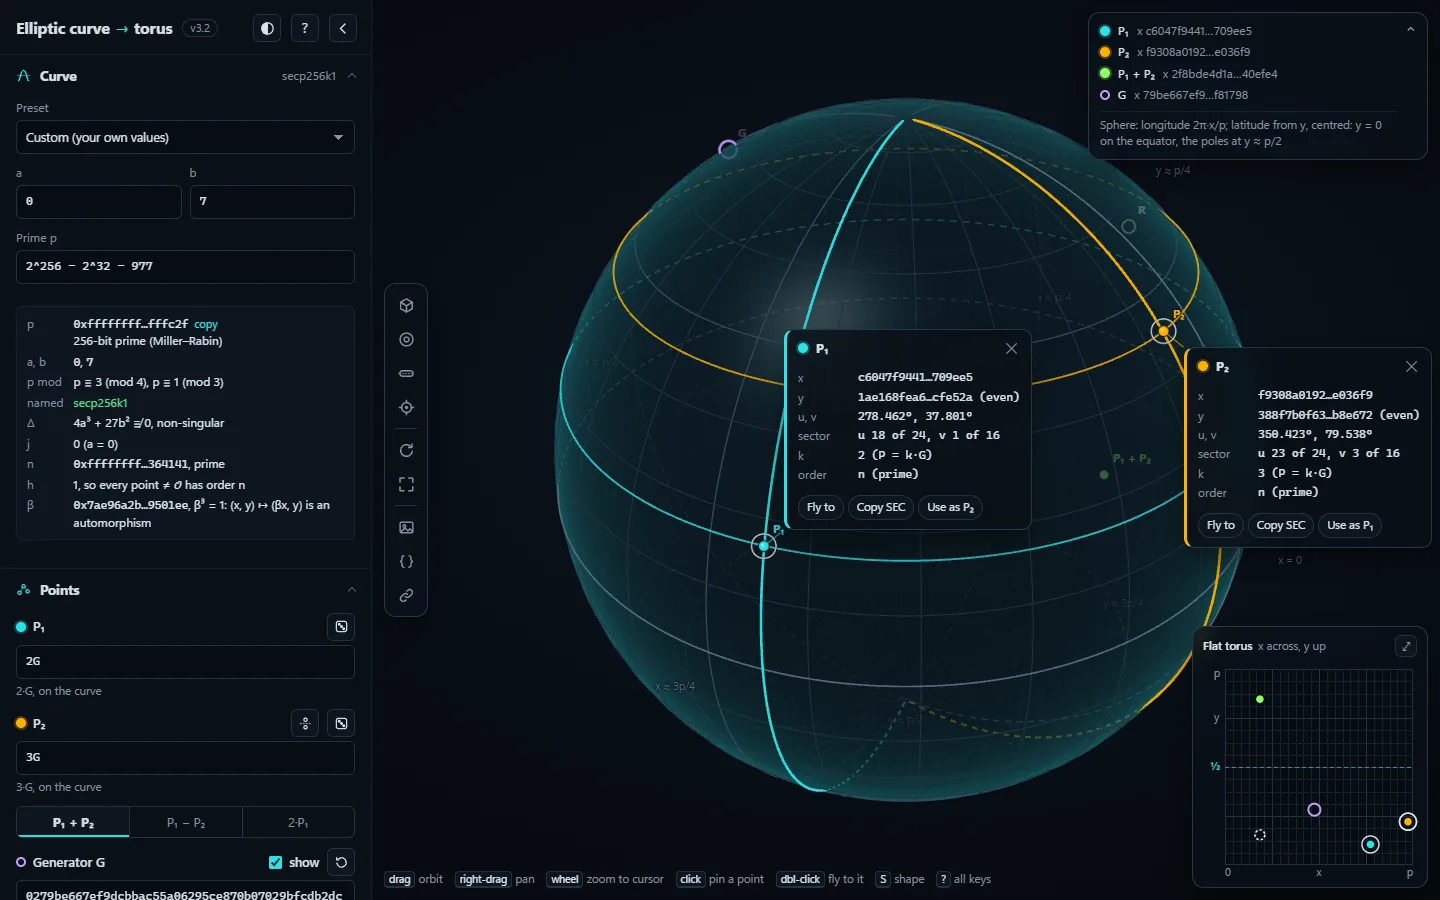 Elliptic curve → torus v3.2 ?
Curve secp256k1
Preset
Custom (your own values)
a b
0 7
Prime p
2^256 − 2^32 − 977
p 0xffffffff…fffc2f copy
256-bit prime (Miller–Rabin)
a, b 0, 7
p mod p ≡ 3 (mod 4), p ≡ 1 (mod 3)
named secp256k1
Δ 4a³ + 27b² ≢ 0, non-singular
j 0 (a = 0)
n 0xffffffff…364141, prime
h 1, so every point ≠ 𝒪 has order n
β 0x7ae96a2b…9501ee, β³ = 1: (x, y) ↦ (βx, y) is an
automorphism
Points
P₁
2G
2·G, on the curve
P₂
3G
3·G, on the curve
P₁ + P₂ P₁ − P₂ 2·P₁
Generator G show
0279be667ef9dcbbac55a06295ce870b07029bfcdb2dc
P₁ x c6047f9441…709ee5
P₂ x f9308a0192…e036f9
P₁ + P₂ x 2f8bde4d1a…40efe4
G x 79be667ef9…f81798
Sphere: longitude 2π·x/p; latitude from y, centred: y = 0
on the equator, the poles at y ≈ p/2
G
y ≈ p/4
R
P₂
P₁
x c6047f9441…709ee5
y 1ae168fea6…cfe52a (even)
u, v 278.462°, 37.801°
sector u 18 of 24, v 1 of 16
k 2 (P = k·G)
order n (prime)
Fly to Copy SEC Use as P₂
P₂
x f9308a0192…e036f9
y 388f7b0f63…b8e672 (even)
u, v 350.423°, 79.538°
sector u 23 of 24, v 3 of 16
k 3 (P = k·G)
order n (prime)
Fly to Copy SEC Use as P₁
P₁ + P₂
P₁
x = 0
y ≈ 3p/4
x ≈ 3p/4
Flat torus x across, y up
p
y
½
0 x p
drag orbit right-drag pan wheel zoom to cursor click pin a point dbl-click fly to it S shape ? all keys